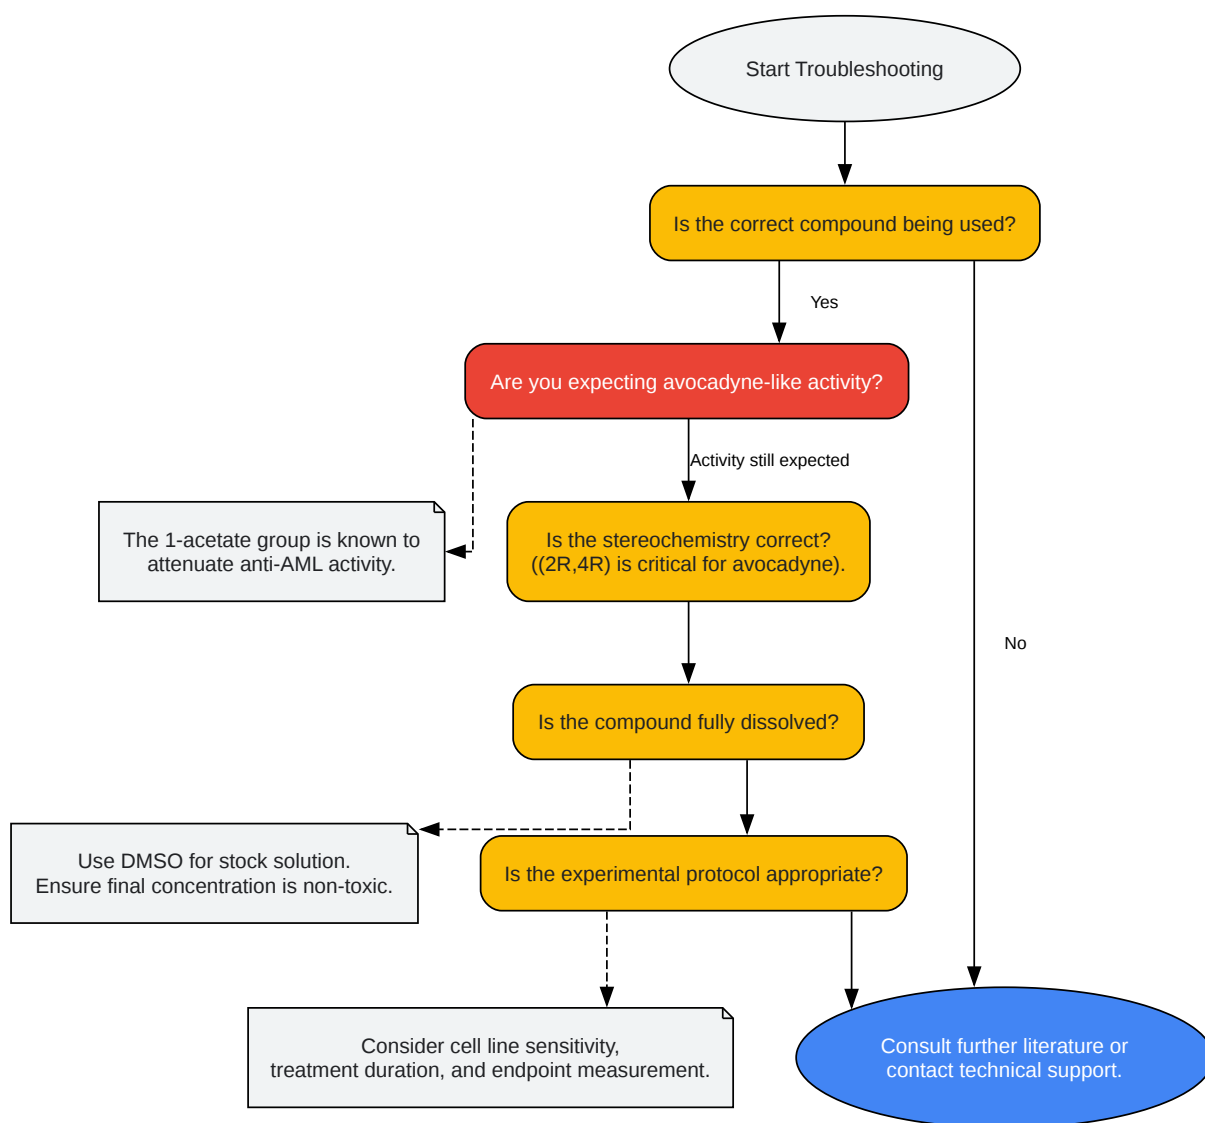 Start Troubleshooting
Is the correct compound being used?
Yes
Are you expecting avocadyne-like activity?
Activity still expected
The 1-acetate group is known to
attenuate anti-AML activity.
Is the stereochemistry correct?
((2R,4R) is critical for avocadyne).
No
Is the compound fully dissolved?
Use DMSO for stock solution.
Ensure final concentration is non-toxic.
Is the experimental protocol appropriate?
Consider cell line sensitivity,
treatment duration, and endpoint measurement.
Consult further literature or
contact technical support.